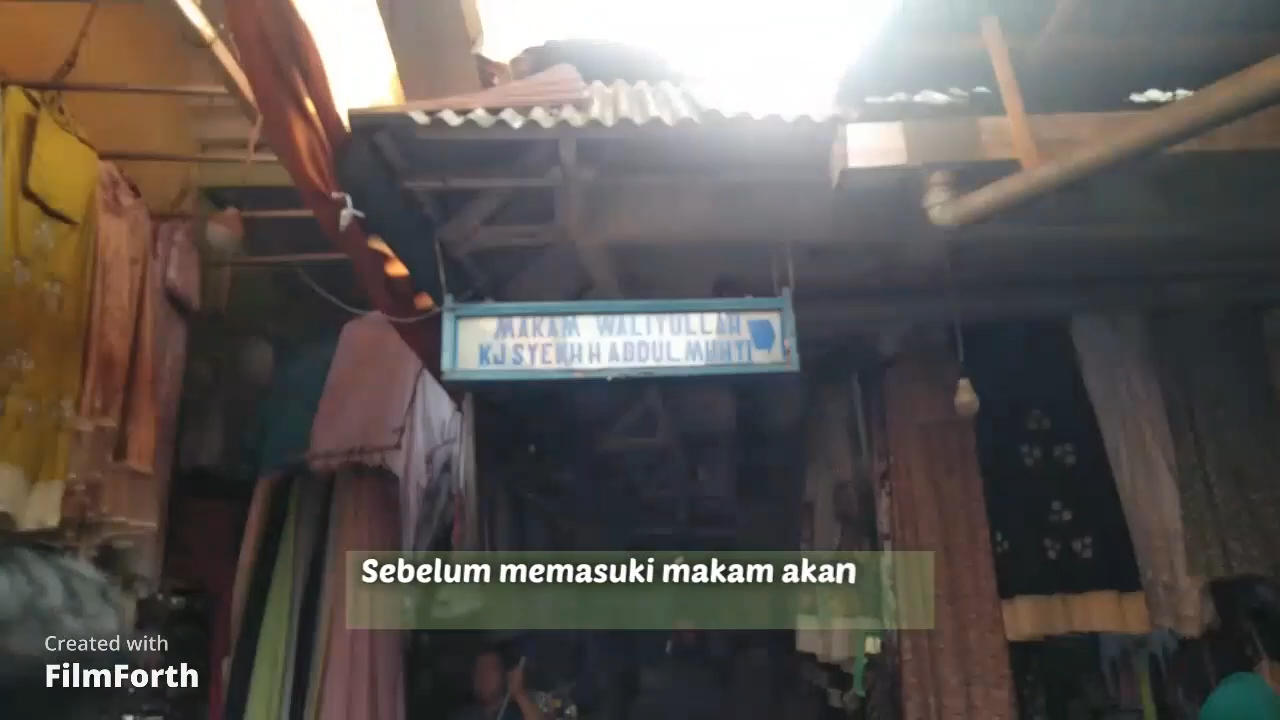 MAKAM WALIYULLAH
KJ SYEKH H ABDUL MUHYI
Sebelum memasuki makam akan
Created with
FilmForth